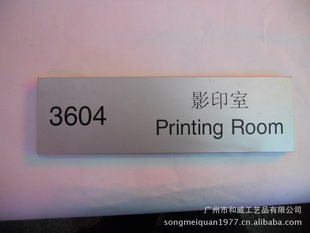 3604
影印室
Printing Room
广州市和威工艺品有限公司
songmeiquan1977.cn.1688.com